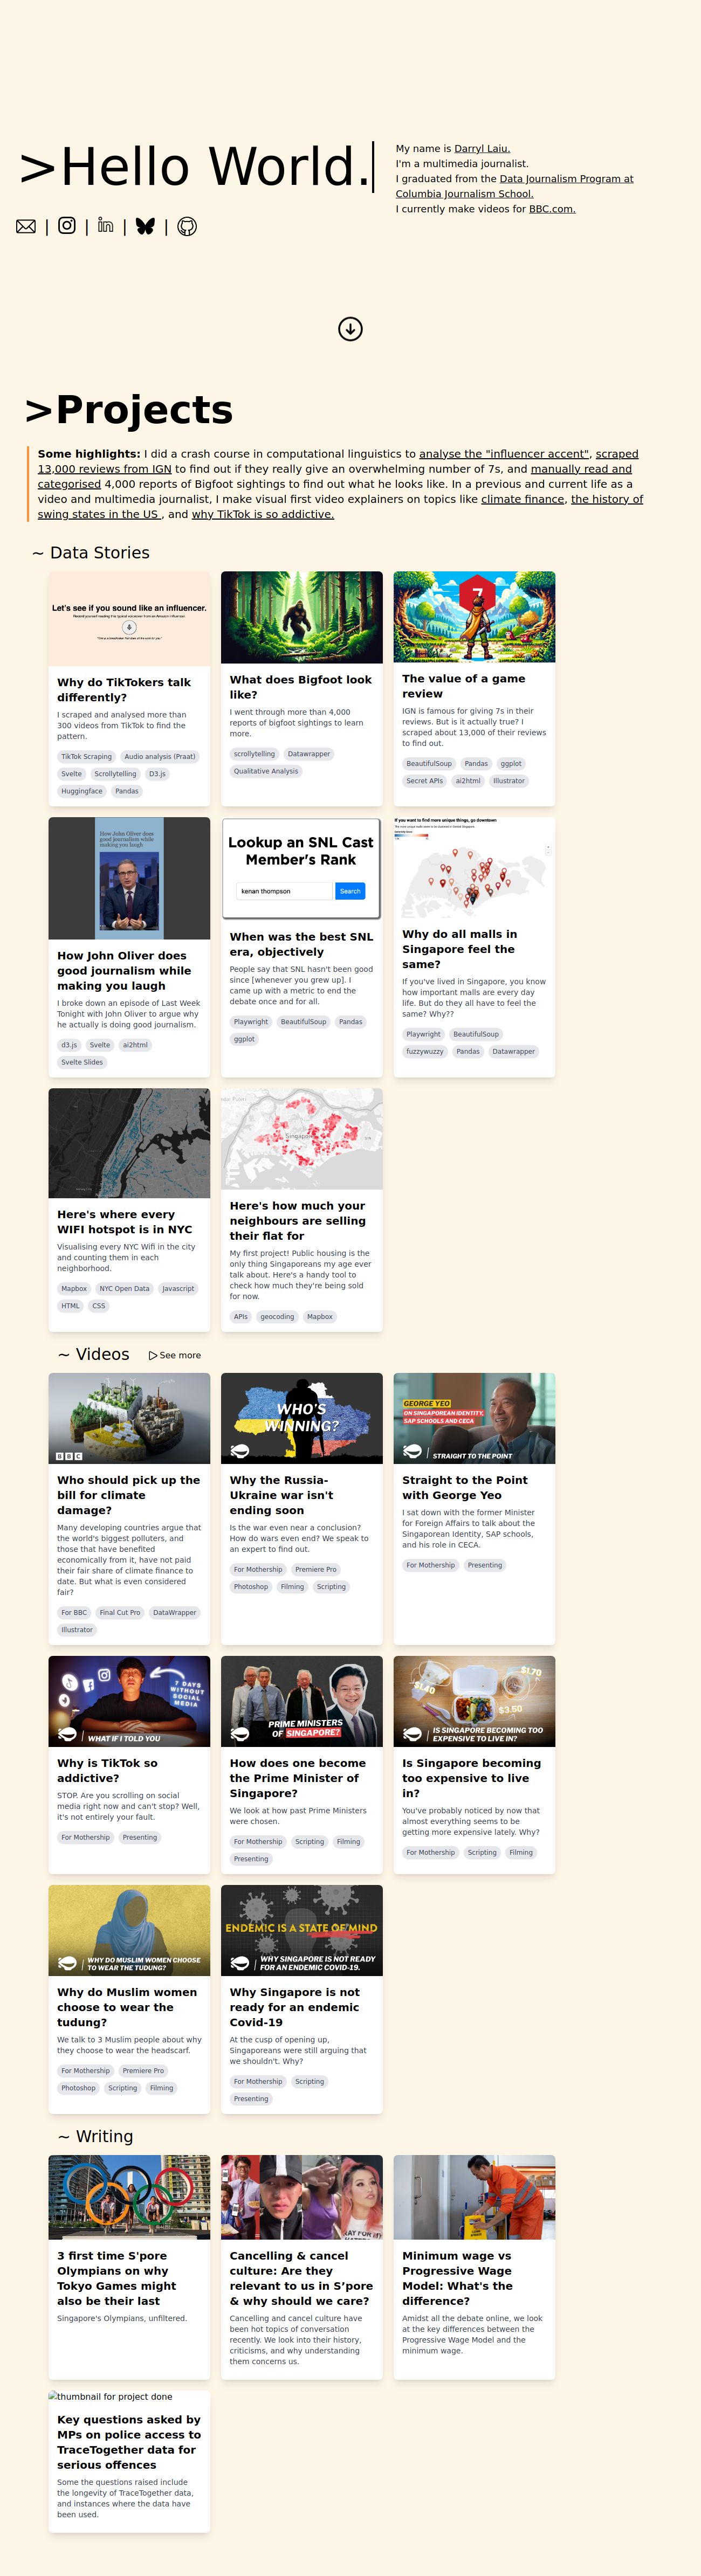 >Hello World.
My name is Darryl Laiu.
I'm a multimedia journalist.
I graduated from the Data Journalism Program at
Columbia Journalism School.
I currently make videos for BBC.com.
| | | |
>Projects
Some highlights: I did a crash course in computational linguistics to analyse the "influencer accent", scraped
13,000 reviews from IGN to find out if they really give an overwhelming number of 7s, and manually read and
categorised 4,000 reports of Bigfoot sightings to find out what he looks like. In a previous and current life as a
video and multimedia journalist, I make visual first video explainers on topics like climate finance, the history of
swing states in the US , and why TikTok is so addictive.
~ Data Stories
Let's see if you sound like an influencer.
Why do TikTokers talk
differently?
I scraped and analysed more than
300 videos from TikTok to find the
pattern.
TikTok Scraping Audio analysis (Praat)
Svelte Scrollytelling D3.js
Huggingface Pandas
What does Bigfoot look
like?
I went through more than 4,000
reports of bigfoot sightings to learn
more.
scrollytelling Datawrapper
Qualitative Analysis
7
The value of a game
review
IGN is famous for giving 7s in their
reviews. But is it actually true? I
scraped about 13,000 of their reviews
to find out.
BeautifulSoup Pandas ggplot
Secret APIs ai2html Illustrator
How John Oliver does
good journalism while
making you laugh
How John Oliver does
good journalism while
making you laugh
I broke down an episode of Last Week
Tonight with John Oliver to argue why
he actually is doing good journalism.
d3.js Svelte ai2html
Svelte Slides
Lookup an SNL Cast
Member's Rank
kenan thompson Search
When was the best SNL
era, objectively
People say that SNL hasn't been good
since [whenever you grew up]. I
came up with a metric to end the
debate once and for all.
Playwright BeautifulSoup Pandas
ggplot
If you want to find more unique things, go downtown
Why do all malls in
Singapore feel the
same?
If you've lived in Singapore, you know
how important malls are every day
life. But do they all have to feel the
same? Why??
Playwright BeautifulSoup
fuzzywuzzy Pandas Datawrapper
Here's where every
WIFI hotspot is in NYC
Visualising every NYC Wifi in the city
and counting them in each
neighborhood.
Mapbox NYC Open Data Javascript
HTML CSS
Singapore
Here's how much your
neighbours are selling
their flat for
My first project! Public housing is the
only thing Singaporeans my age ever
talk about. Here's a handy tool to
check how much they're being sold
for now.
APIs geocoding Mapbox
~ Videos See more
BBC
Who should pick up the
bill for climate
damage?
Many developing countries argue that
the world's biggest polluters, and
those that have benefited
economically from it, have not paid
their fair share of climate finance to
date. But what is even considered
fair?
For BBC Final Cut Pro DataWrapper
Illustrator
WHO'S
WINNING?
Why the Russia-
Ukraine war isn't
ending soon
Is the war even near a conclusion?
How do wars even end? We speak to
an expert to find out.
For Mothership Premiere Pro
Photoshop Filming Scripting
GEORGE YEO
ON SINGAPOREAN IDENTITY,
SAP SCHOOLS AND CECA
STRAIGHT TO THE POINT
Straight to the Point
with George Yeo
I sat down with the former Minister
for Foreign Affairs to talk about the
Singaporean Identity, SAP schools,
and his role in CECA.
For Mothership Presenting
7 DAYS
WITHOUT
SOCIAL
MEDIA
WHAT IF I TOLD YOU
Why is TikTok so
addictive?
STOP. Are you scrolling on social
media right now and can't stop? Well,
it's not entirely your fault.
For Mothership Presenting
PRIME MINISTERS
OF SINGAPORE?
How does one become
the Prime Minister of
Singapore?
We look at how past Prime Ministers
were chosen.
For Mothership Scripting Filming
Presenting
$1.40
$1.70
$3.50
IS SINGAPORE BECOMING TOO
EXPENSIVE TO LIVE IN?
Is Singapore becoming
too expensive to live
in?
You've probably noticed by now that
almost everything seems to be
getting more expensive lately. Why?
For Mothership Scripting Filming
WHY DO MUSLIM WOMEN CHOOSE
TO WEAR THE TUDUNG?
Why do Muslim women
choose to wear the
tudung?
We talk to 3 Muslim people about why
they choose to wear the headscarf.
For Mothership Premiere Pro
Photoshop Scripting Filming
ENDEMIC IS A STATE OF MIND
WHY SINGAPORE IS NOT READY
FOR AN ENDEMIC COVID-19.
Why Singapore is not
ready for an endemic
Covid-19
At the cusp of opening up,
Singaporeans were still arguing that
we shouldn't. Why?
For Mothership Scripting
Presenting
~ Writing
3 first time S'pore
Olympians on why
Tokyo Games might
also be their last
Singapore's Olympians, unfiltered.
Cancelling & cancel
culture: Are they
relevant to us in S’pore
& why should we care?
Cancelling and cancel culture have
been hot topics of conversation
recently. We look into their history,
criticisms, and why understanding
them concerns us.
Minimum wage vs
Progressive Wage
Model: What's the
difference?
Amidst all the debate online, we look
at the key differences between the
Progressive Wage Model and the
minimum wage.
thumbnail for project done
Key questions asked by
MPs on police access to
TraceTogether data for
serious offences
Some the questions raised include
the longevity of TraceTogether data,
and instances where the data have
been used.